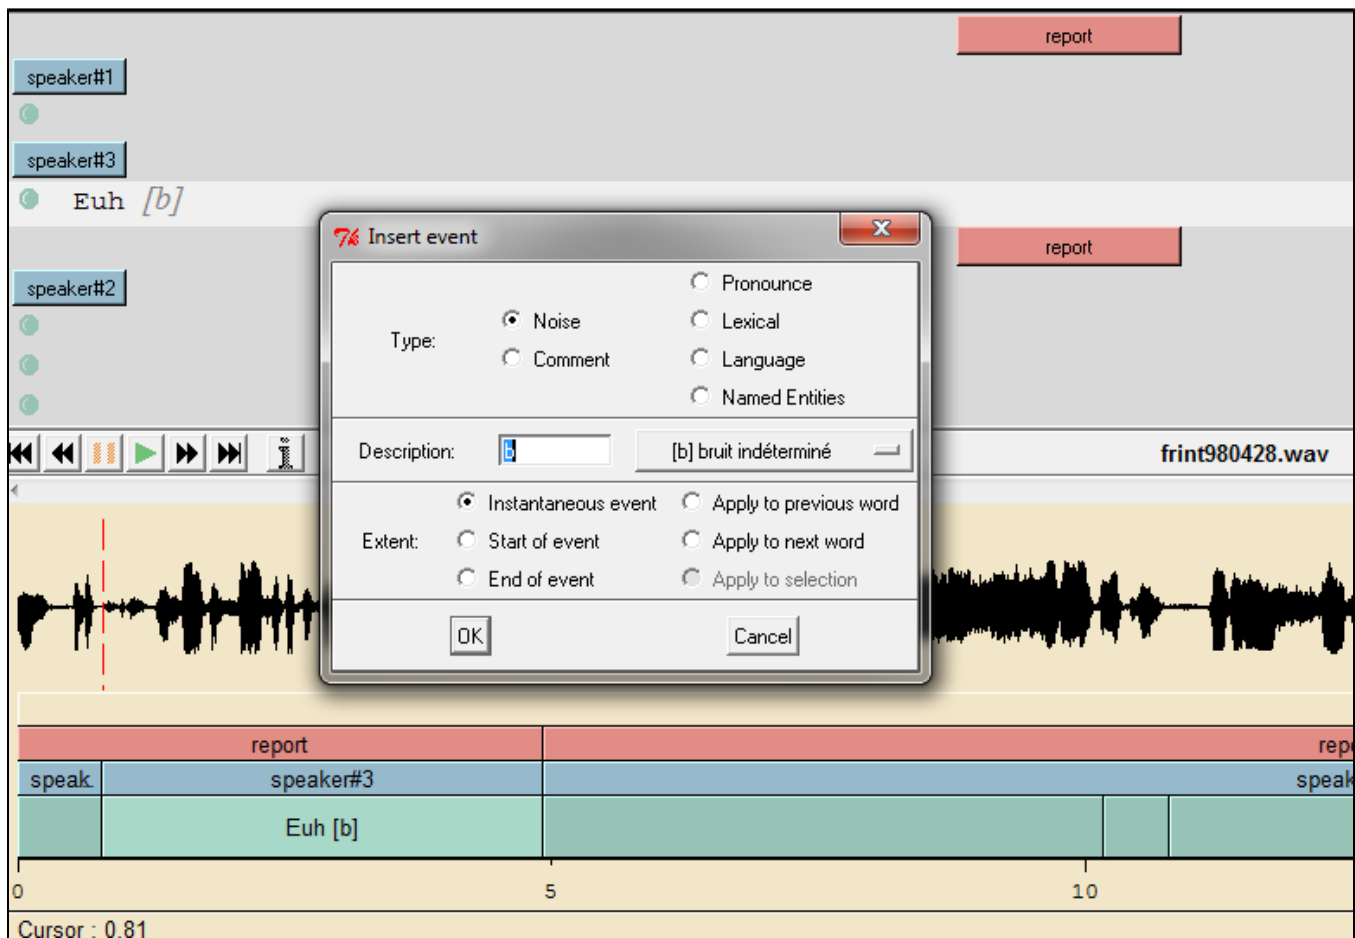 report
speaker#1
speaker#3
Euh [b]
report
speaker#2
Insert event
Type:
Noise
Comment
Pronounce
Lexical
Language
Named Entities
Description:
b
[b] bruit indéterminé
Extent:
Instantaneous event
Start of event
End of event
Apply to previous word
Apply to next word
Apply to selection
OK
Cancel
i
frint980428.wav
report
repo
speak.
speaker#3
speak
Euh [b]
0 5 10
Cursor : 0.81